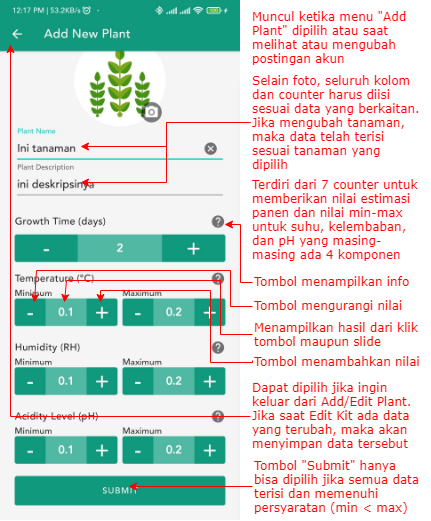 12:17 PM | 53.2KB/s
Add New Plant
Plant Name
Ini tanaman
Plant Description
ini deskripsinya
Growth Time (days)
?
- 2 +
Temperature (°C)
?
Minimum Maximum
- 0.1 + - 0.2 +
Humidity (RH)
?
Minimum Maximum
- 0.1 + - 0.2 +
Acidity Level (pH)
?
Minimum Maximum
- 0.1 + - 0.2 +
SUBMIT
Muncul ketika menu "Add
Plant" dipilih atau saat
melihat atau mengubah
postingan akun
Selain foto, seluruh kolom
dan counter harus diisi
sesuai data yang berkaitan.
Jika mengubah tanaman,
maka data telah terisi
sesuai tanaman yang
dipilih
Terdiri dari 7 counter untuk
memberikan nilai estimasi
panen dan nilai min-max
untuk suhu, kelembaban,
dan pH yang masing-
masing ada 4 komponen
Tombol menampilkan info
Tombol mengurangi nilai
Menampilkan hasil dari klik
tombol maupun slide
Tombol menambahkan nilai
Dapat dipilih jika ingin
keluar dari Add/Edit Plant.
Jika saat Edit Kit ada data
yang terubah, maka akan
menyimpan data tersebut
Tombol "Submit" hanya
bisa dipilih jika semua data
terisi dan memenuhi
persyaratan (min < max)